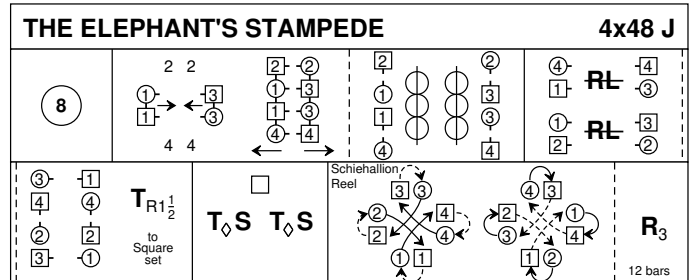 THE ELEPHANT'S STAMPEDE 4x48 J
8
2 2
1 3
1 3
4 4
2 2
1 3
1 3
4 4
2 2
1 3
1 3
4 4
4 4
1 RL 3
1 3
2 RL 2
3 1
4 4
2 2
3 1
TR1½
to
Square
set
T◊S T◊S
Schiehallion
Reel
3 3
2 4
2 4
1 1
4 3
2 1
3 4
1 2
R3
12 bars